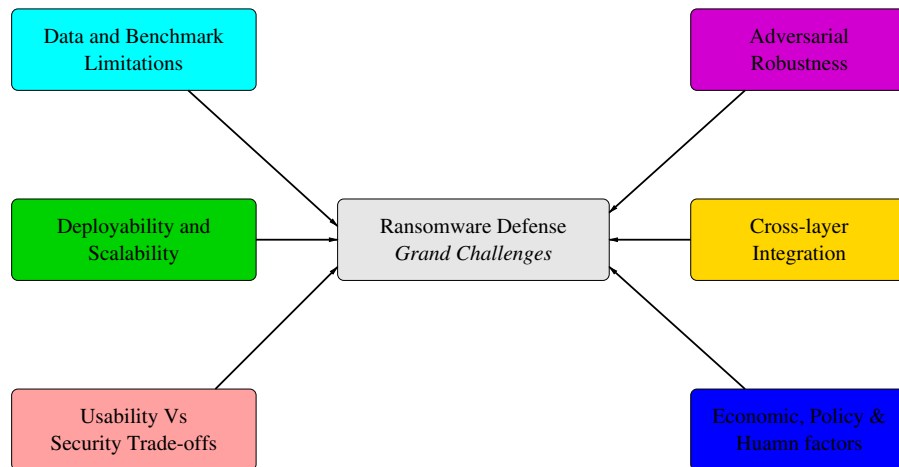 Data and Benchmark
Limitations
Adversarial
Robustness
Deployability and
Scalability
Ransomware Defense
Grand Challenges
Cross-layer
Integration
Usability Vs
Security Trade-offs
Economic, Policy &
Huamn factors